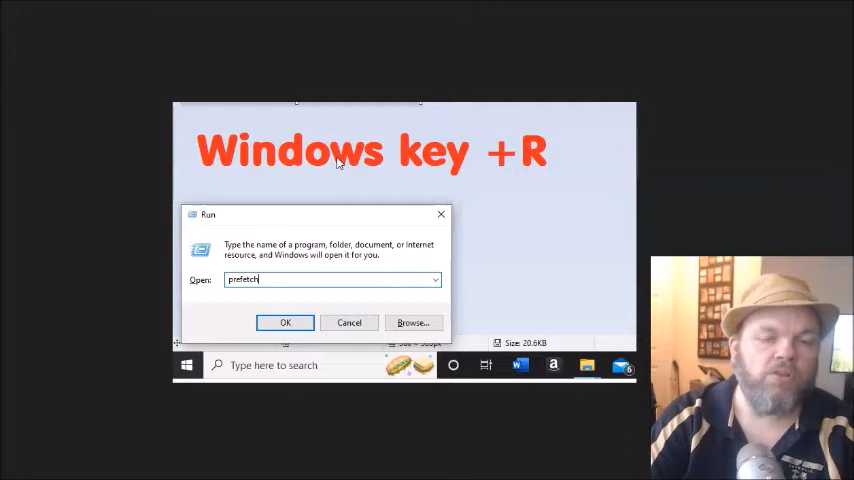 Windows key +R
Run
Type the name of a program, folder, document, or Internet
resource, and Windows will open it for you.
Open:
prefetch
OK
Cancel
Browse...
Size: 20.6KB
Type here to search
W
a
6